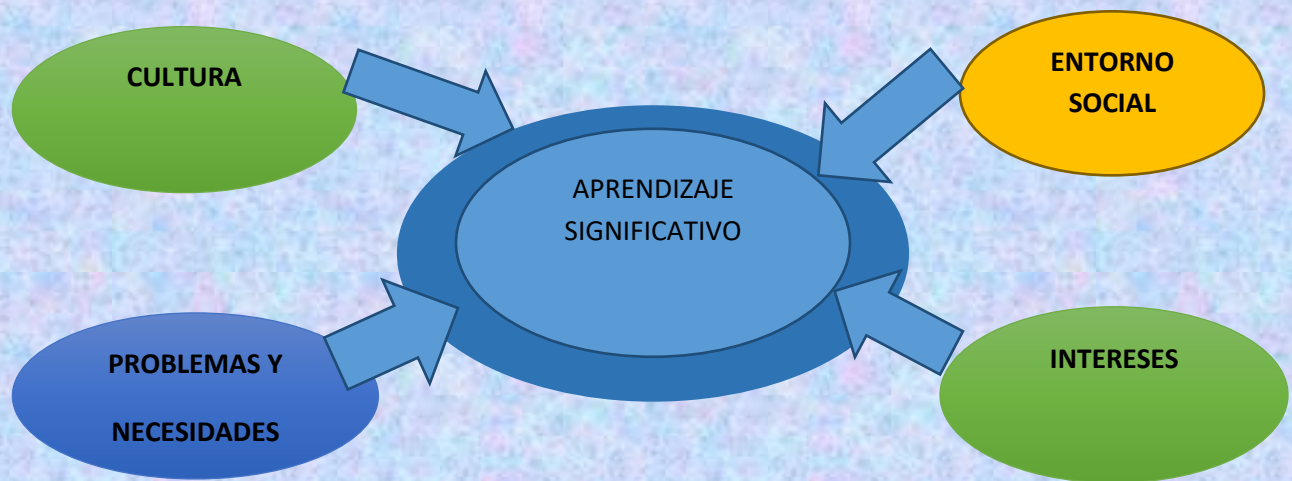 CULTURA
ENTORNO
SOCIAL
APRENDIZAJE
SIGNIFICATIVO
PROBLEMAS Y
NECESIDADES
INTERESES